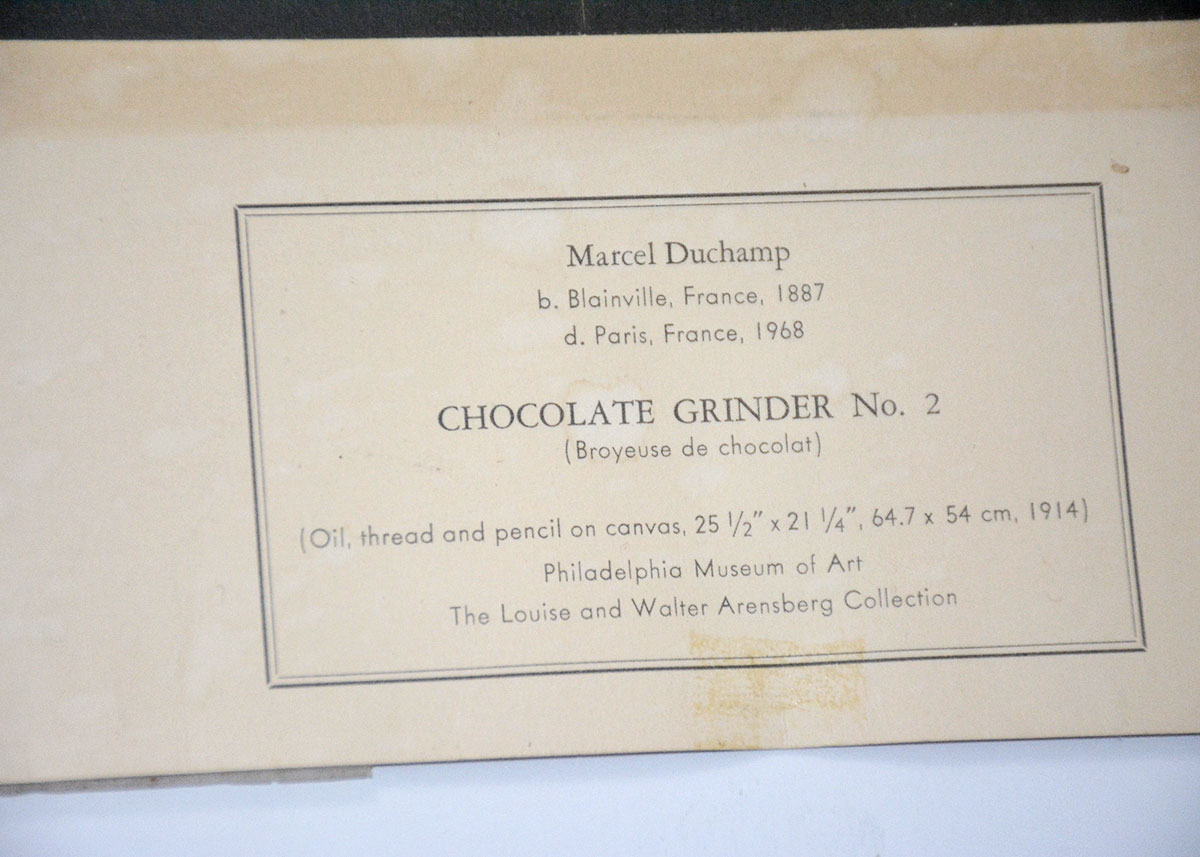 Marcel Duchamp
b. Blainville, France, 1887
d. Paris, France, 1968
CHOCOLATE GRINDER No. 2
(Broyeuse de chocolat)
(Oil, thread and pencil on canvas, 25 1/2" x 21 1/4", 64.7 x 54 cm, 1914)
Philadelphia Museum of Art
The Louise and Walter Arensberg Collection